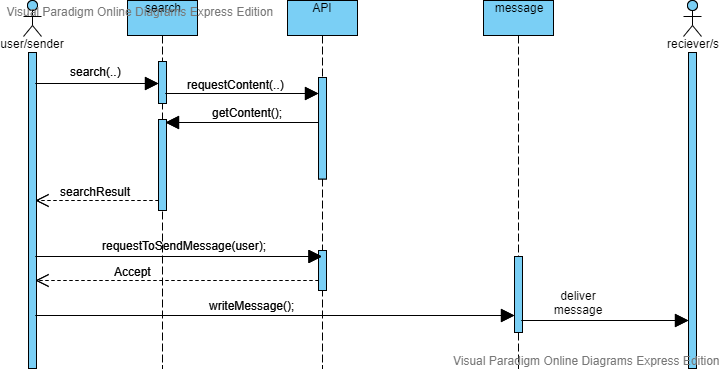 Visual Paradigm Online Diagrams Express Edition
search
API
message
user/sender
reciever/s
search(..)
requestContent(..)
getContent();
searchResult
requestToSendMessage(user);
Accept
writeMessage();
deliver
message
Visual Paradigm Online Diagrams Express Edition